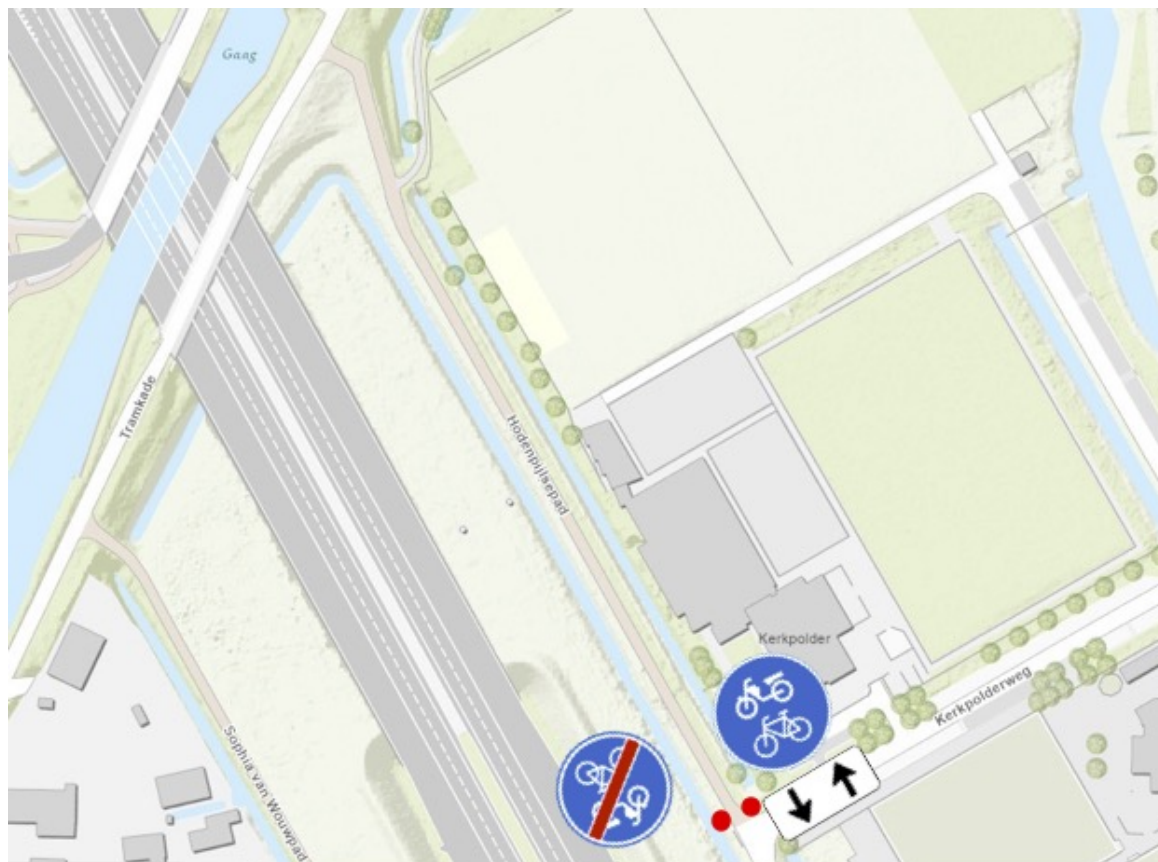 Gaag
Tramkade
Hodenpijlsepad
Kerkpolder
Kerkpolderweg
Sophia van Wouwpad